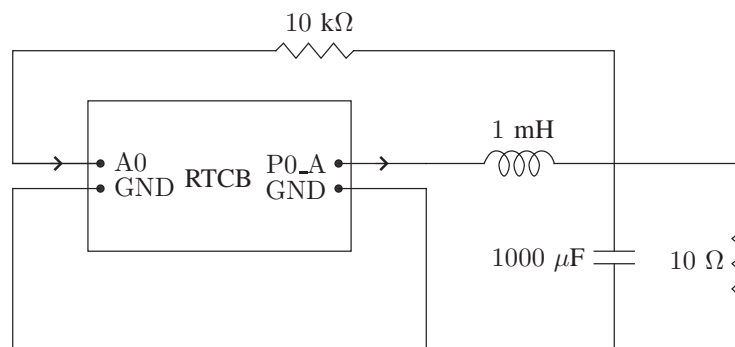 10 kΩ
1 mH
A0
P0_A
RTCB
GND
GND
1000 μF
10 Ω